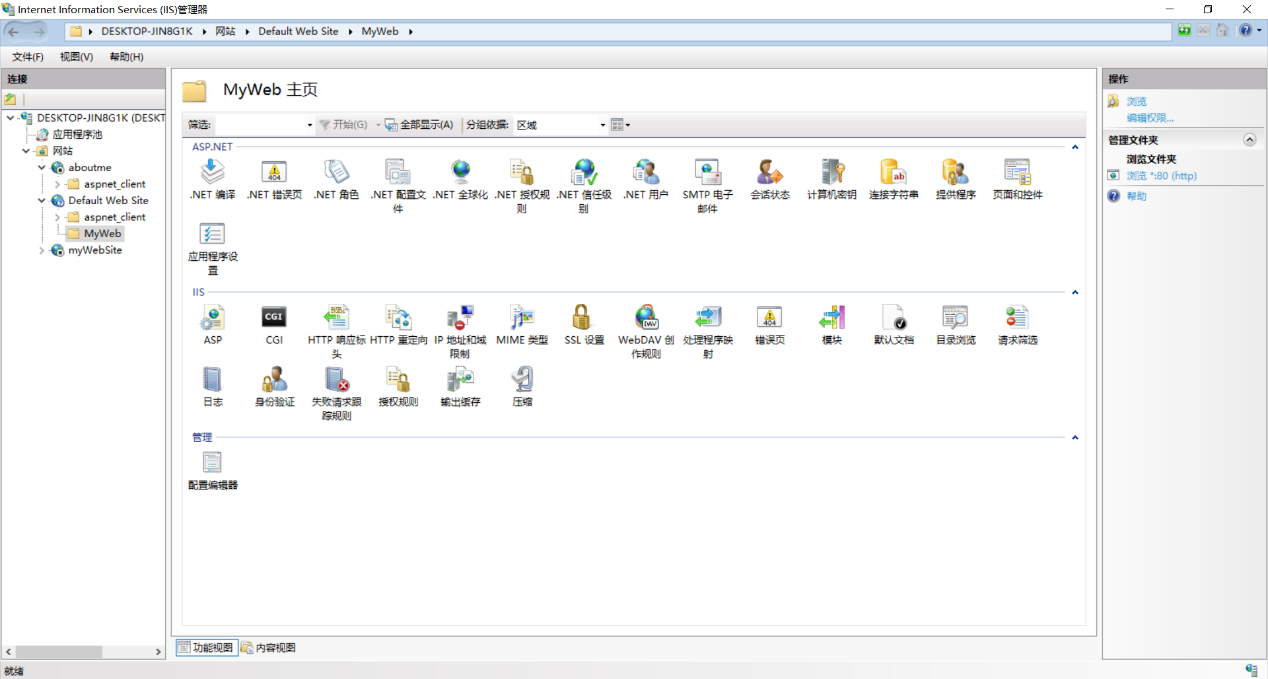 Internet Information Services (IIS)管理器
DESKTOP-JIN8G1K 网站 Default Web Site MyWeb
文件(F) 视图(V) 帮助(H)
连接
DESKTOP-JIN8G1K (DESKT
应用程序池
网站
aboutme
aspnet_client
Default Web Site
aspnet_client
MyWeb
myWebSite
MyWeb 主页
筛选: 开始(G) 全部显示(A) 分组依据: 区域
ASP.NET
.NET 编译
.NET 错误页
.NET 角色
.NET 配置文
件
.NET 全球化
.NET 授权规
则
.NET 信任级
别
.NET 用户
SMTP 电子
邮件
会话状态
计算机密钥
连接字符串
提供程序
页面和控件
应用程序设
置
IIS
ASP
CGI
HTTP 响应标
头
HTTP 重定向
IP 地址和域
限制
MIME 类型
SSL 设置
WebDAV 创
作规则
处理程序映
射
错误页
模块
默认文档
目录浏览
请求筛选
日志
身份验证
失败请求跟
踪规则
授权规则
输出缓存
压缩
管理
配置编辑器
功能视图 内容视图
操作
浏览
编辑权限...
管理文件夹
浏览文件夹
浏览 *:80 (http)
帮助
就绪